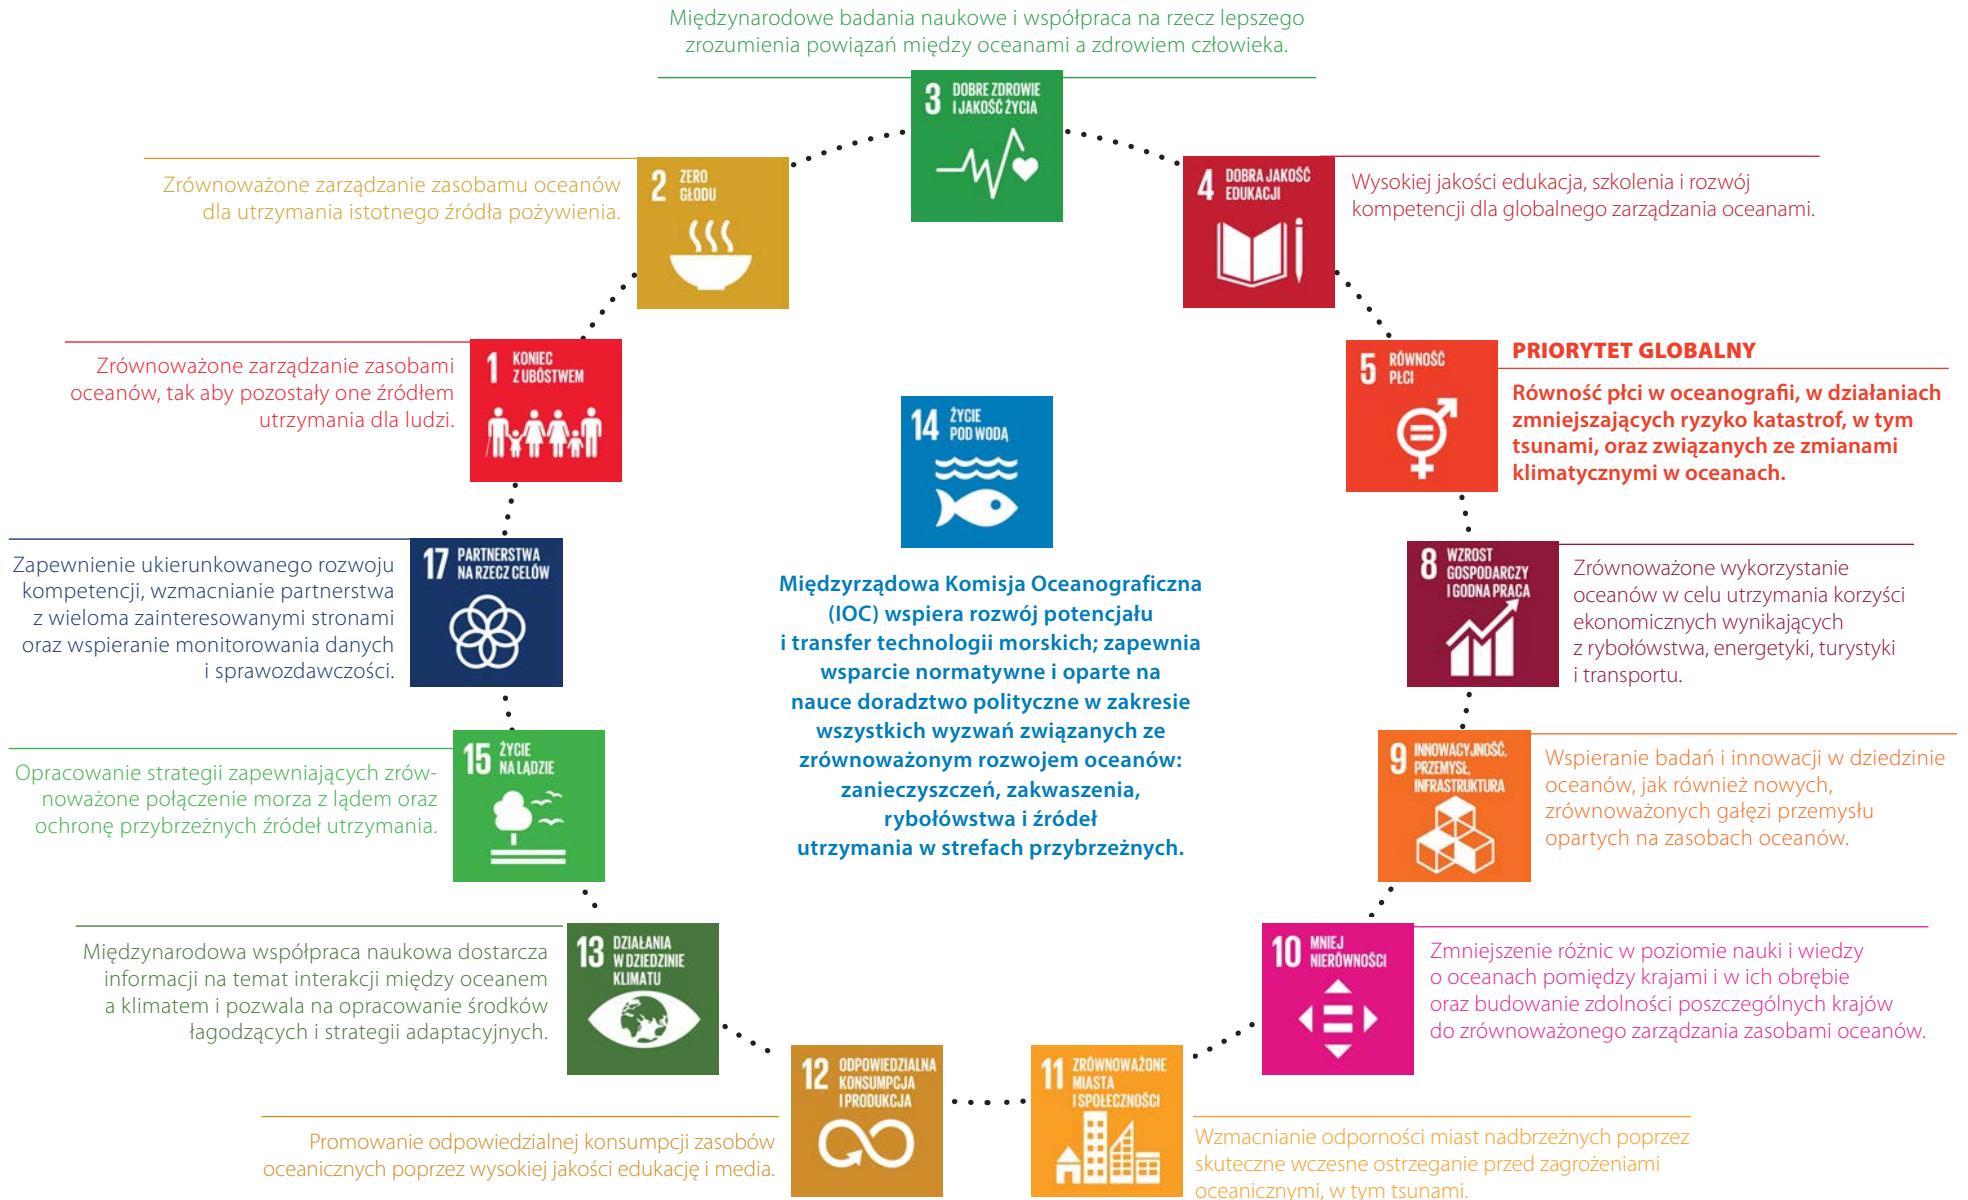 Międzynarodowe badania naukowe i współpraca na rzecz lepszego
zrozumienia powiązań między oceanami a zdrowiem człowieka.
3 DOBRE ZDROWIE
I JAKOŚĆ ŻYCIA
Zrównoważone zarządzanie zasobamu oceanów
dla utrzymania istotnego źródła pożywienia.
2 ZERO
GŁODU
4 DOBRA JAKOŚĆ
EDUKACJI
Wysokiej jakości edukacja, szkolenia i rozwój
kompetencji dla globalnego zarządzania oceanami.
Zrównoważone zarządzanie zasobami
oceanów, tak aby pozostały one źródłem
utrzymania dla ludzi.
1 KONIEC
Z UBÓSTWEM
5 RÓWNOŚĆ
PŁCI
PRIORYTET GLOBALNY
Równość płci w oceanografii, w działaniach
zmniejszających ryzyko katastrof, w tym
tsunami, oraz związanych ze zmianami
klimatycznymi w oceanach.
14 ŻYCIE
POD WODĄ
Międzyrządowa Komisja Oceanograficzna
(IOC) wspiera rozwój potencjału
i transfer technologii morskich; zapewnia
wsparcie normatywne i oparte na
nauce doradztwo polityczne w zakresie
wszystkich wyzwań związanych ze
zrównoważonym rozwojem oceanów:
zanieczyszczeń, zakwaszenia,
rybołówstwa i źródeł
utrzymania w strefach przybrzeżnych.
Zapewnienie ukierunkowanego rozwoju
kompetencji, wzmacnianie partnerstwa
z wieloma zainteresowanymi stronami
oraz wspieranie monitorowania danych
i sprawozdawczości.
17 PARTNERSTWA
NA RZECZ CELÓW
8 WZROST
GOSPODARCZY
I GODNA PRACA
Zrównoważone wykorzystanie
oceanów w celu utrzymania korzyści
ekonomicznych wynikających
z rybołówstwa, energetyki, turystyki
i transportu.
Opracowanie strategii zapewniających zrów-
noważone połączenie morza z lądem oraz
ochronę przybrzeżnych źródeł utrzymania.
15 ŻYCIE
NA LĄDZIE
9 INNOWACYJNOŚĆ,
PRZEMYSŁ,
INFRASTRUKTURA
Wspieranie badań i innowacji w dziedzinie
oceanów, jak również nowych,
zrównoważonych gałęzi przemysłu
opartych na zasobach oceanów.
Międzynarodowa współpraca naukowa dostarcza
informacji na temat interakcji między oceanem
a klimatem i pozwala na opracowanie środków
łagodzących i strategii adaptacyjnych.
13 DZIAŁANIA
W DZIEDZINIE
KLIMATU
10 MNIEJ
NIERÓWNOŚCI
Zmniejszenie różnic w poziomie nauki i wiedzy
o oceanach pomiędzy krajami i w ich obrębie
oraz budowanie zdolności poszczególnych krajów
do zrównoważonego zarządzania zasobami oceanów.
Promowanie odpowiedzialnej konsumpcji zasobów
oceanicznych poprzez wysokiej jakości edukację i media.
12 ODPOWIEDZIALNA
KONSUMPCJA
I PRODUKCJA
11 ZRÓWNOWAŻONE
MIASTA
I SPOŁECZNOŚCI
Wzmacnianie odporności miast nadbrzeżnych poprzez
skuteczne wczesne ostrzeganie przed zagrożeniami
oceanicznymi, w tym tsunami.